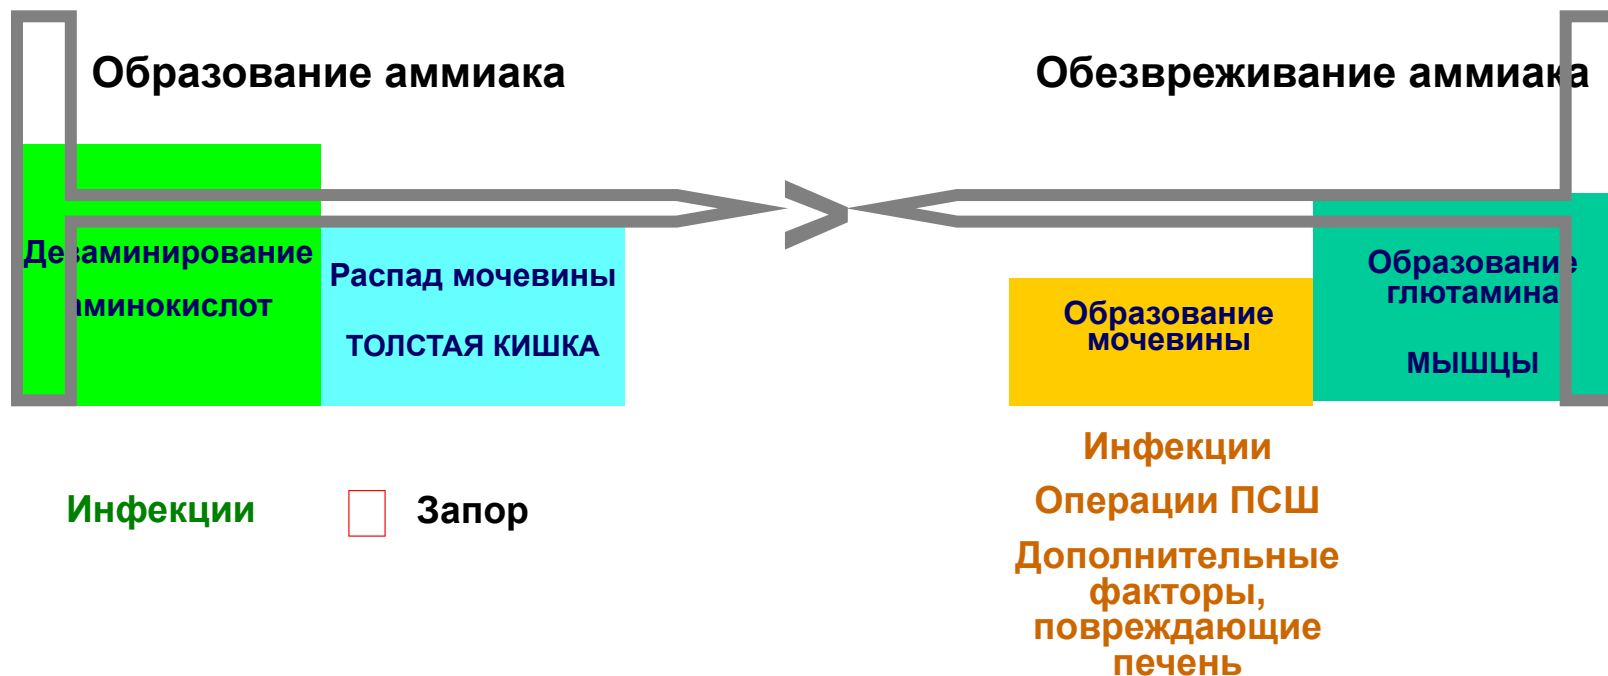 Образование аммиака
Обезвреживание аммиака
Дезаминирование
аминокислот
Распад мочевины
ТОЛСТАЯ КИШКА
>
Образование
мочевины
Образование
глютамина
МЫШЦЫ
Инфекции
Запор
Инфекции
Операции ПСШ
Дополнительные
факторы,
повреждающие
печень